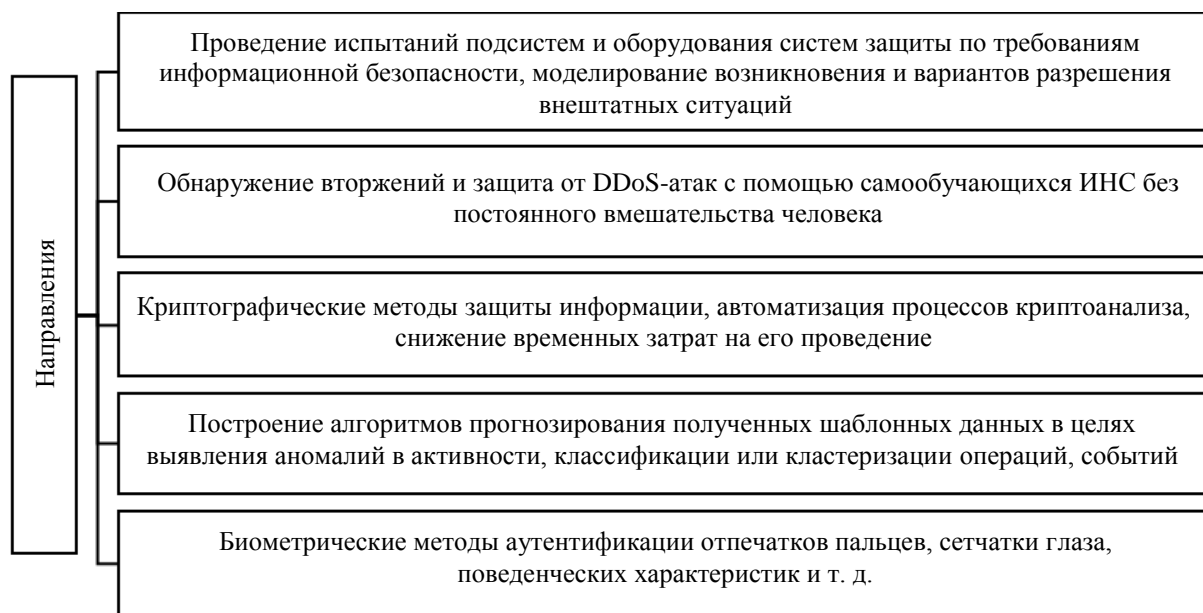 Направления
Проведение испытаний подсистем и оборудования систем защиты по требованиям
информационной безопасности, моделирование возникновения и вариантов разрешения
внештатных ситуаций
Обнаружение вторжений и защита от DDoS-атак с помощью самообучающихся ИНС без
постоянного вмешательства человека
Криптографические методы защиты информации, автоматизация процессов криптоанализа,
снижение временных затрат на его проведение
Построение алгоритмов прогнозирования полученных шаблонных данных в целях
выявления аномалий в активности, классификации или кластеризации операций, событий
Биометрические методы аутентификации отпечатков пальцев, сетчатки глаза,
поведенческих характеристик и т. д.